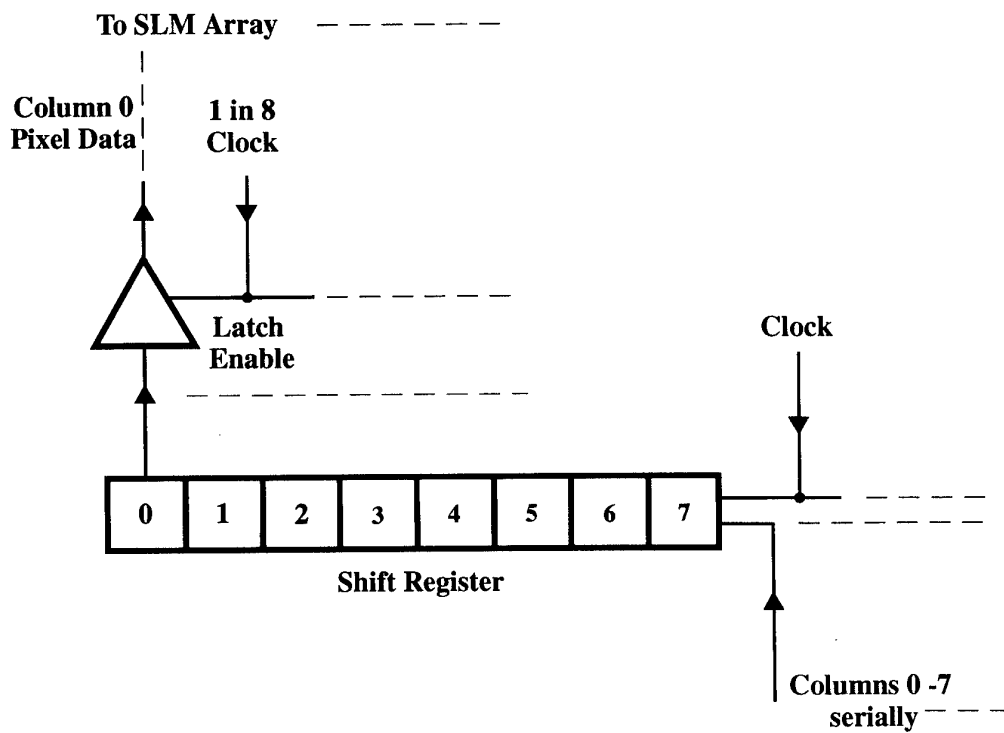 To SLM Array
Column 0
Pixel Data
1 in 8
Clock
Latch
Enable
Clock
0 1 2 3 4 5 6 7
Shift Register
Columns 0 -7
serially